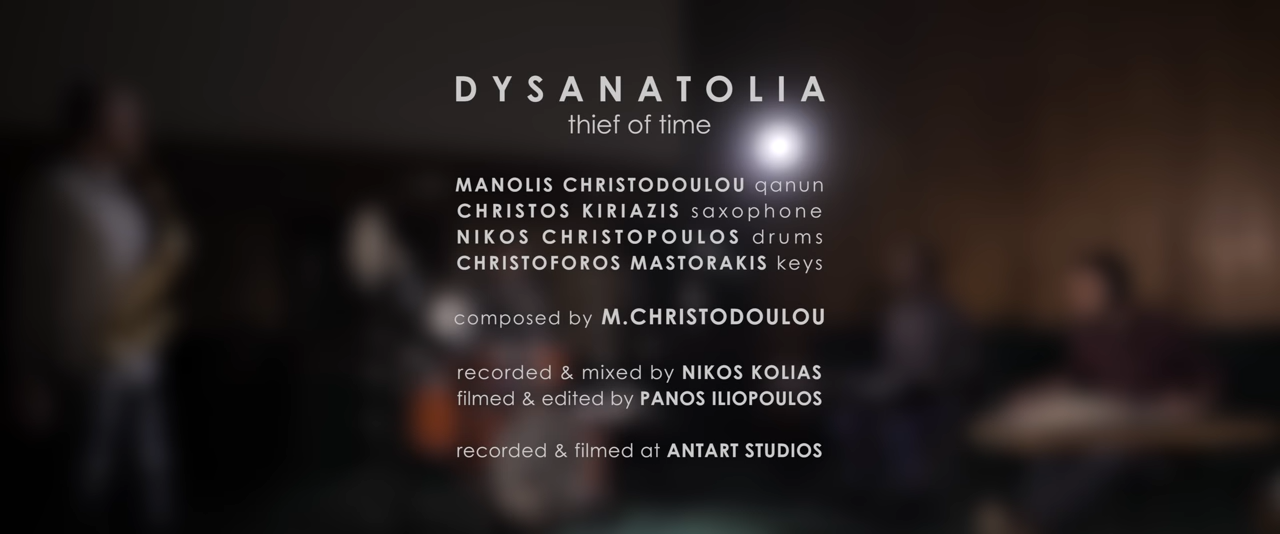 DYSANATOLIA
thief of time
MANOLIS CHRISTODOULOU qanun
CHRISTOS KIRIAZIS saxophone
NIKOS CHRISTOPOULOS drums
CHRISTOFOROS MASTORAKIS keys
composed by M.CHRISTODOULOU
recorded & mixed by NIKOS KOLIAS
filmed & edited by PANOS ILIOPOULOS
recorded & filmed at ANTART STUDIOS